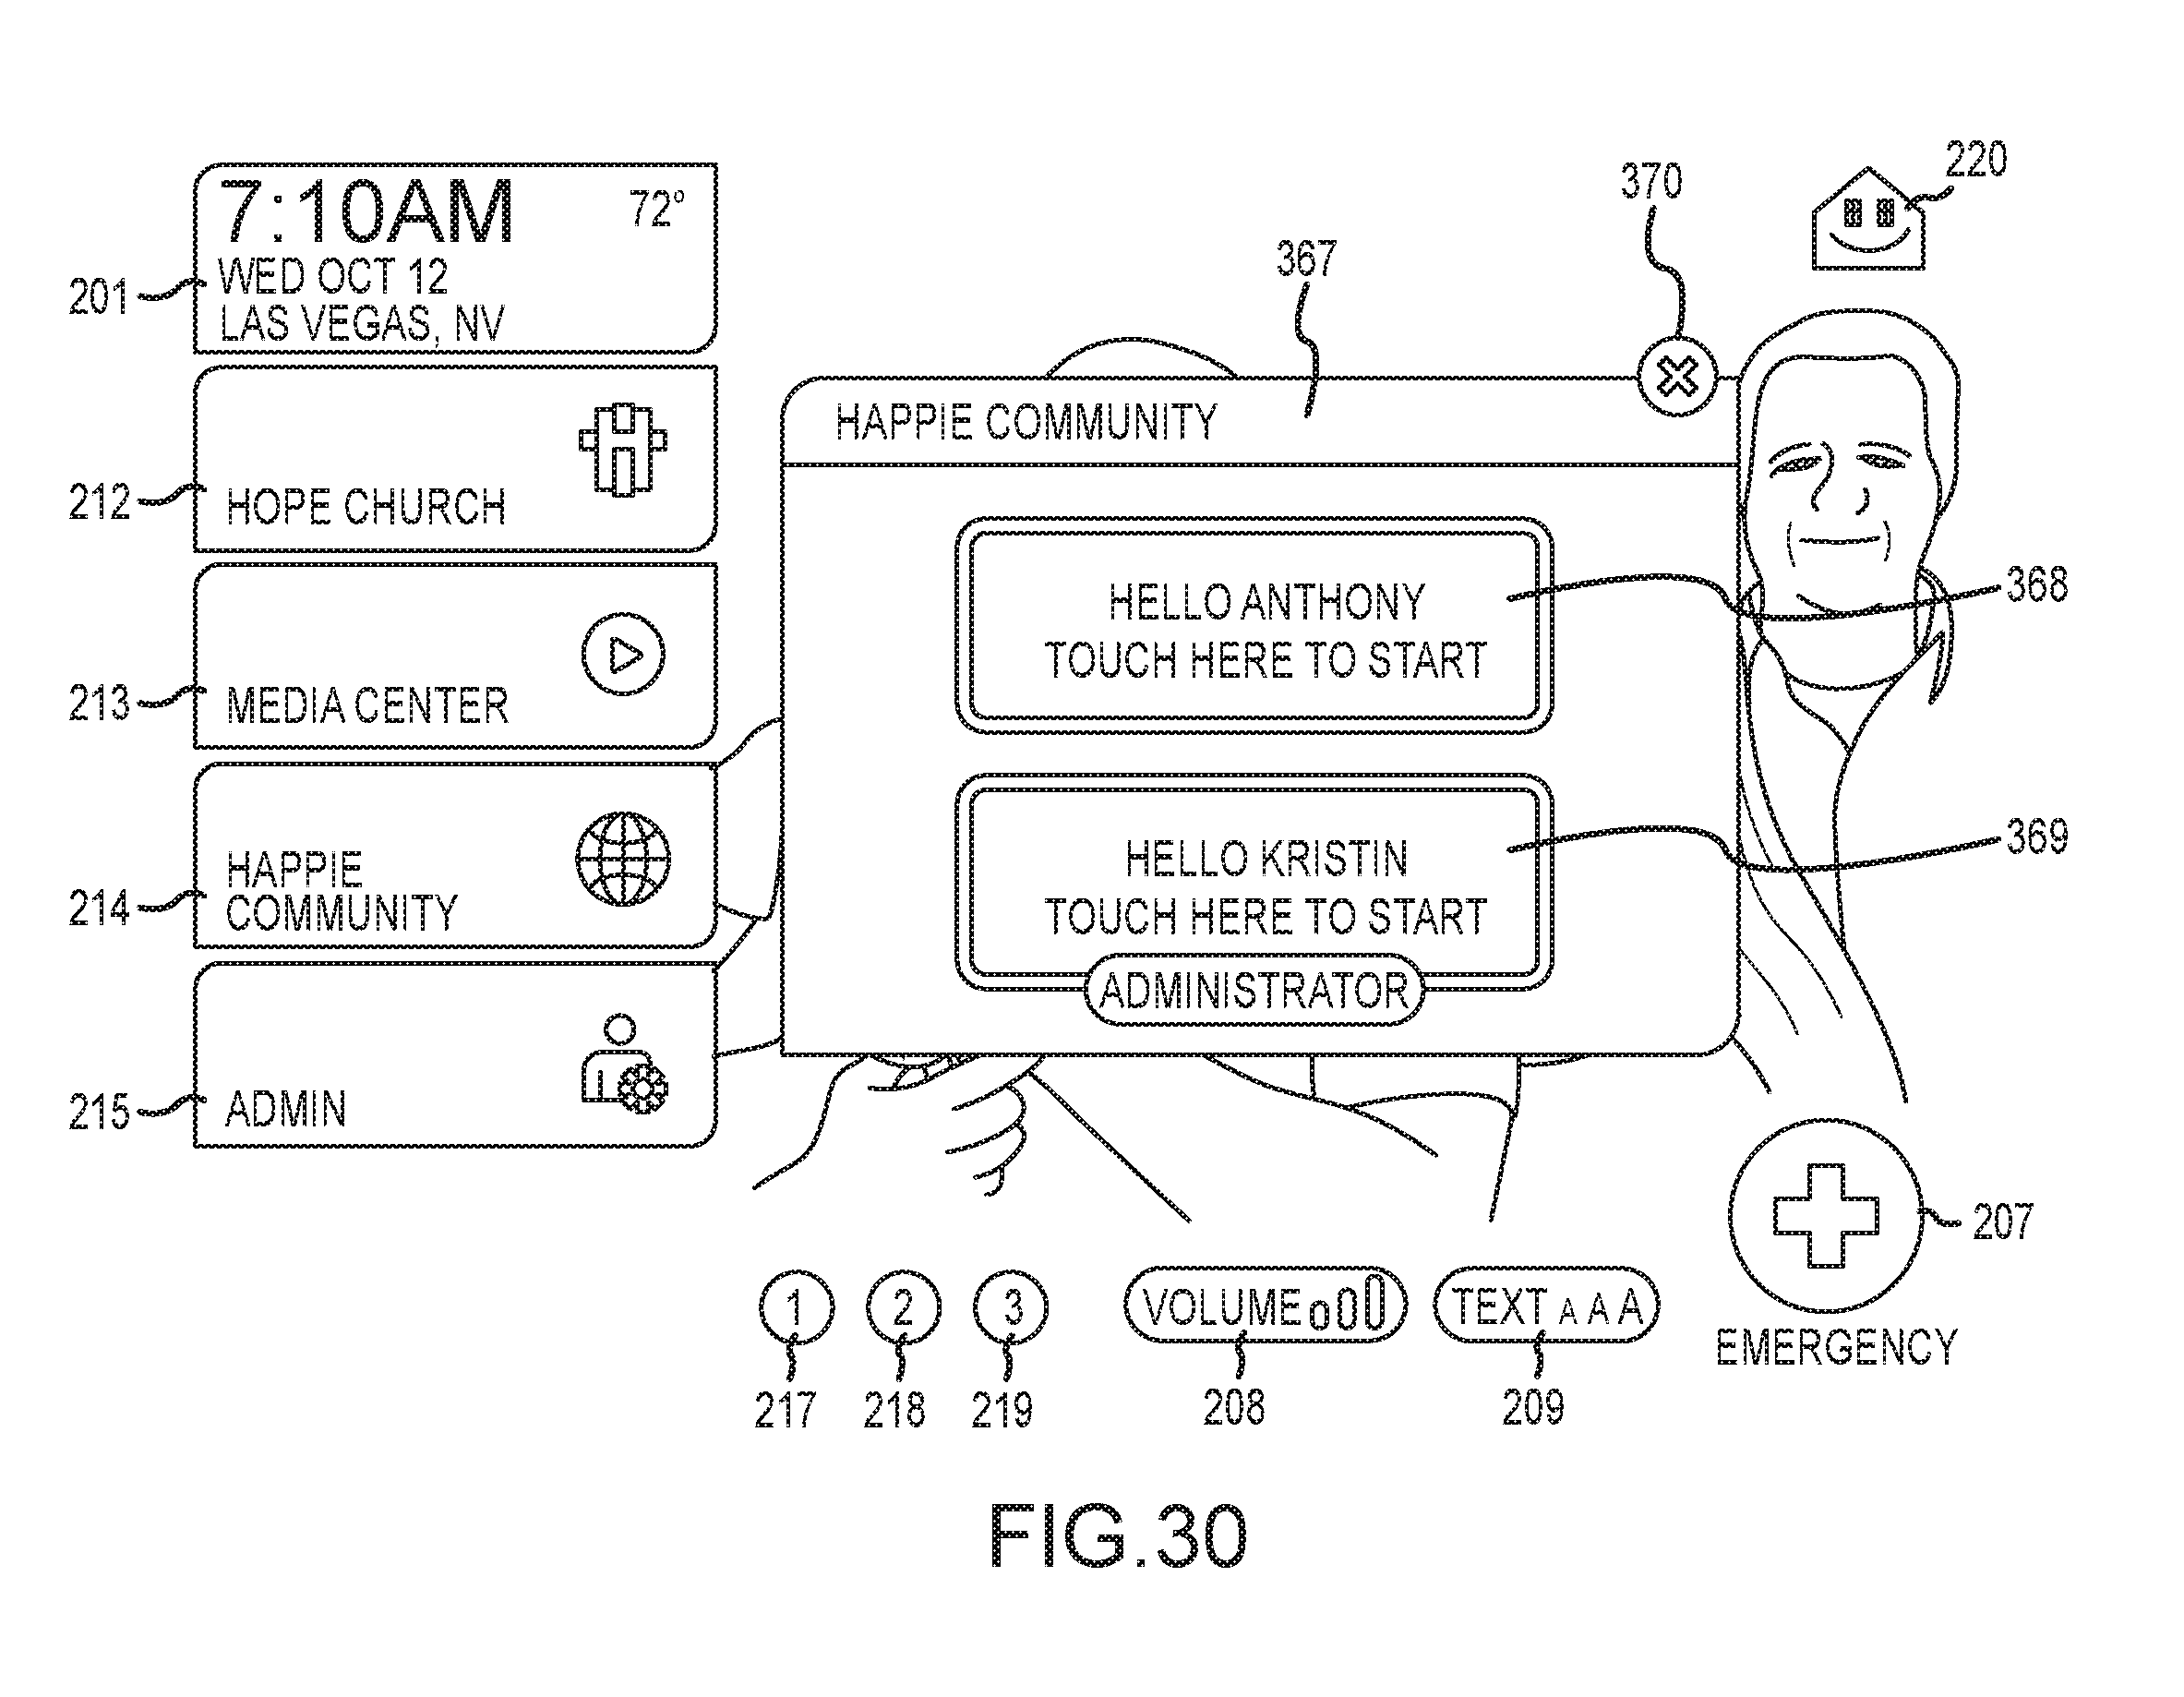 220
370
7:10AM
72°
367
WED OCT 12
201
LAS VEGAS, NV
HAPPIE COMMUNITY
212
HOPE CHURCH
HELLO ANTHONY
368
TOUCH HERE TO START
213
MEDIA CENTER
HELLO KRISTIN
369
TOUCH HERE TO START
HAPPIE
COMMUNITY
214
ADMINISTRATOR
215
ADMIN
207
1
2
3
VOLUME
TEXT A A A
EMERGENCY
217
218
219
208
209
FIG.30